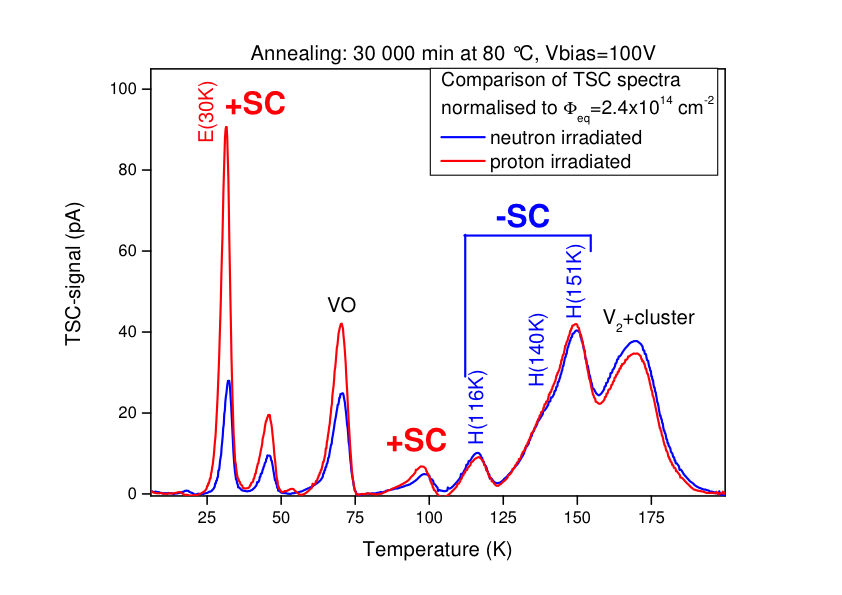 Annealing: 30 000 min at 80 °C, Vbias=100V
Comparison of TSC spectra
normalised to Φeq=2.4x10^14 cm^-2
neutron irradiated
proton irradiated
E(30K)
+SC
-SC
VO
+SC
H(116K)
H(140K)
H(151K)
V2+cluster
TSC-signal (pA)
100
80
60
40
20
0
25
50
75
100
125
150
175
Temperature (K)